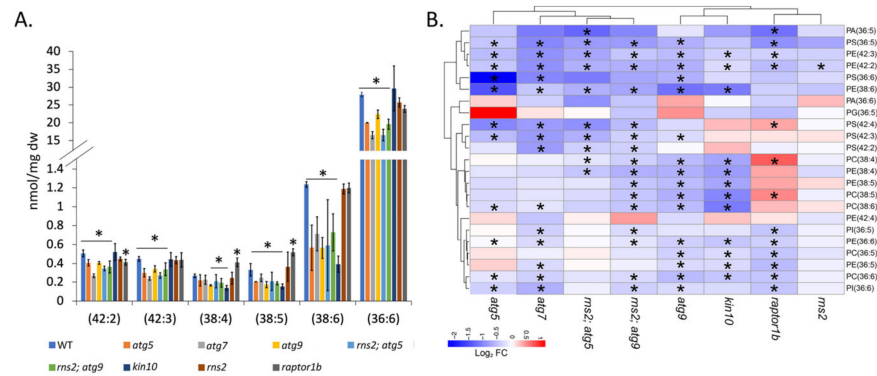 A.
nmol/mg dw
40
35
30
25
20
15
10
1.4
1.2
1
0.8
0.6
0.4
0.2
0
* * * * * * *
(42:2) (42:3) (38:4) (38:5) (38:6) (36:6)
WT atg5 atg7 atg9 rns2; atg5
rns2; atg9 kin10 rns2 raptor1b
B.
* * PA(36:5)
* * * * * * PS(36:5)
* * * * * * * PE(42:3)
* * * * * * * * PE(42:2)
* * * PS(36:6)
* * * * * * PE(38:6)
PA(36:6)
PG(36:5)
* * * * * PS(42:4)
* * * * * PS(42:3)
* * * PS(42:2)
* * * * * PC(38:4)
* * * * PE(38:4)
* * * PE(38:5)
* * * * PC(38:5)
* * * * * PC(38:6)
PE(42:4)
* * * PI(36:5)
* * * * * * PE(36:6)
* * * PC(36:5)
* * * * PE(36:5)
* * * * * * PC(36:6)
* * * * * PI(36:6)
atg5 atg7 rns2; atg5 rns2; atg9 atg9 kin10 raptor1b rns2
-2 -1.5 -1 -0.5 0 0.5 1
Log₂ FC